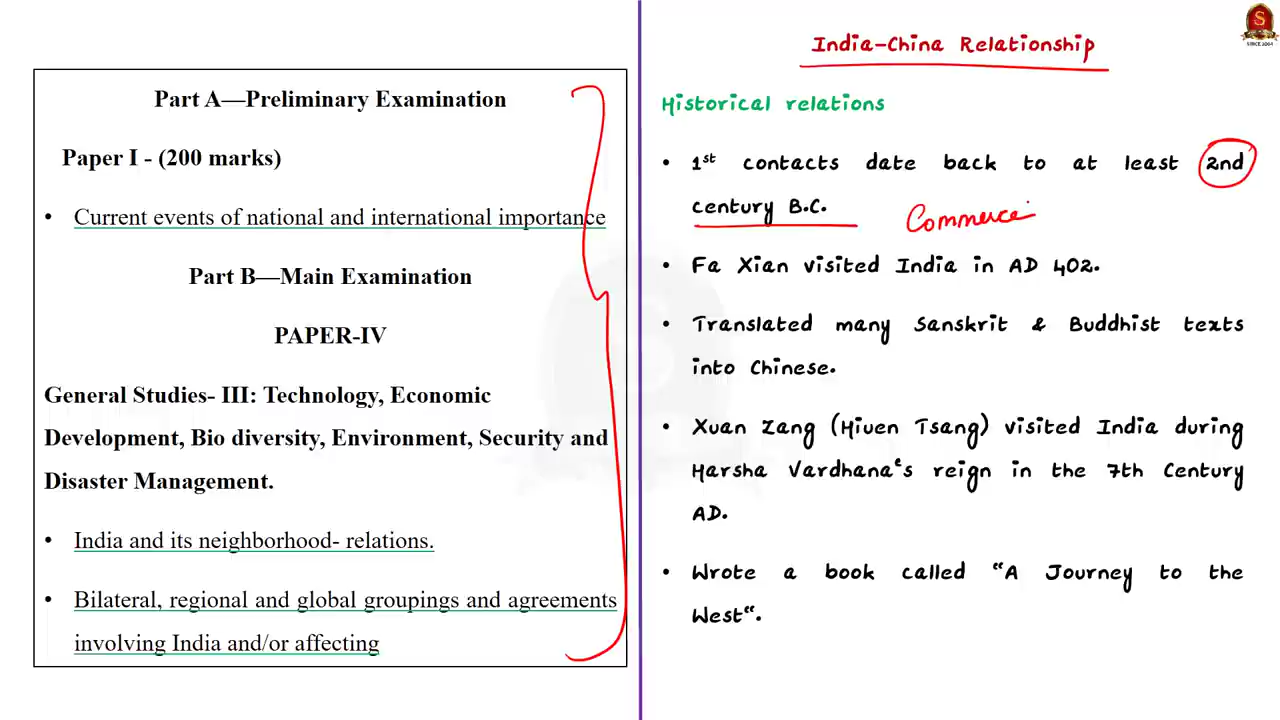 Part A—Preliminary Examination
Paper I - (200 marks)
• Current events of national and international importance
Part B—Main Examination
PAPER-IV
General Studies- III: Technology, Economic
Development, Bio diversity, Environment, Security and
Disaster Management.
• India and its neighborhood- relations.
• Bilateral, regional and global groupings and agreements
involving India and/or affecting
India-China Relationship
Historical relations
• 1st contacts date back to at least 2nd
century B.C.
Commerce
• Fa Xian visited India in AD 402.
• Translated many Sanskrit & Buddhist texts
into Chinese.
• Xuan Zang (Hiuen Tsang) visited India during
Harsha Vardhana's reign in the 7th Century
AD.
• Wrote a book called “A Journey to the
West“.
S
SINCE 2004